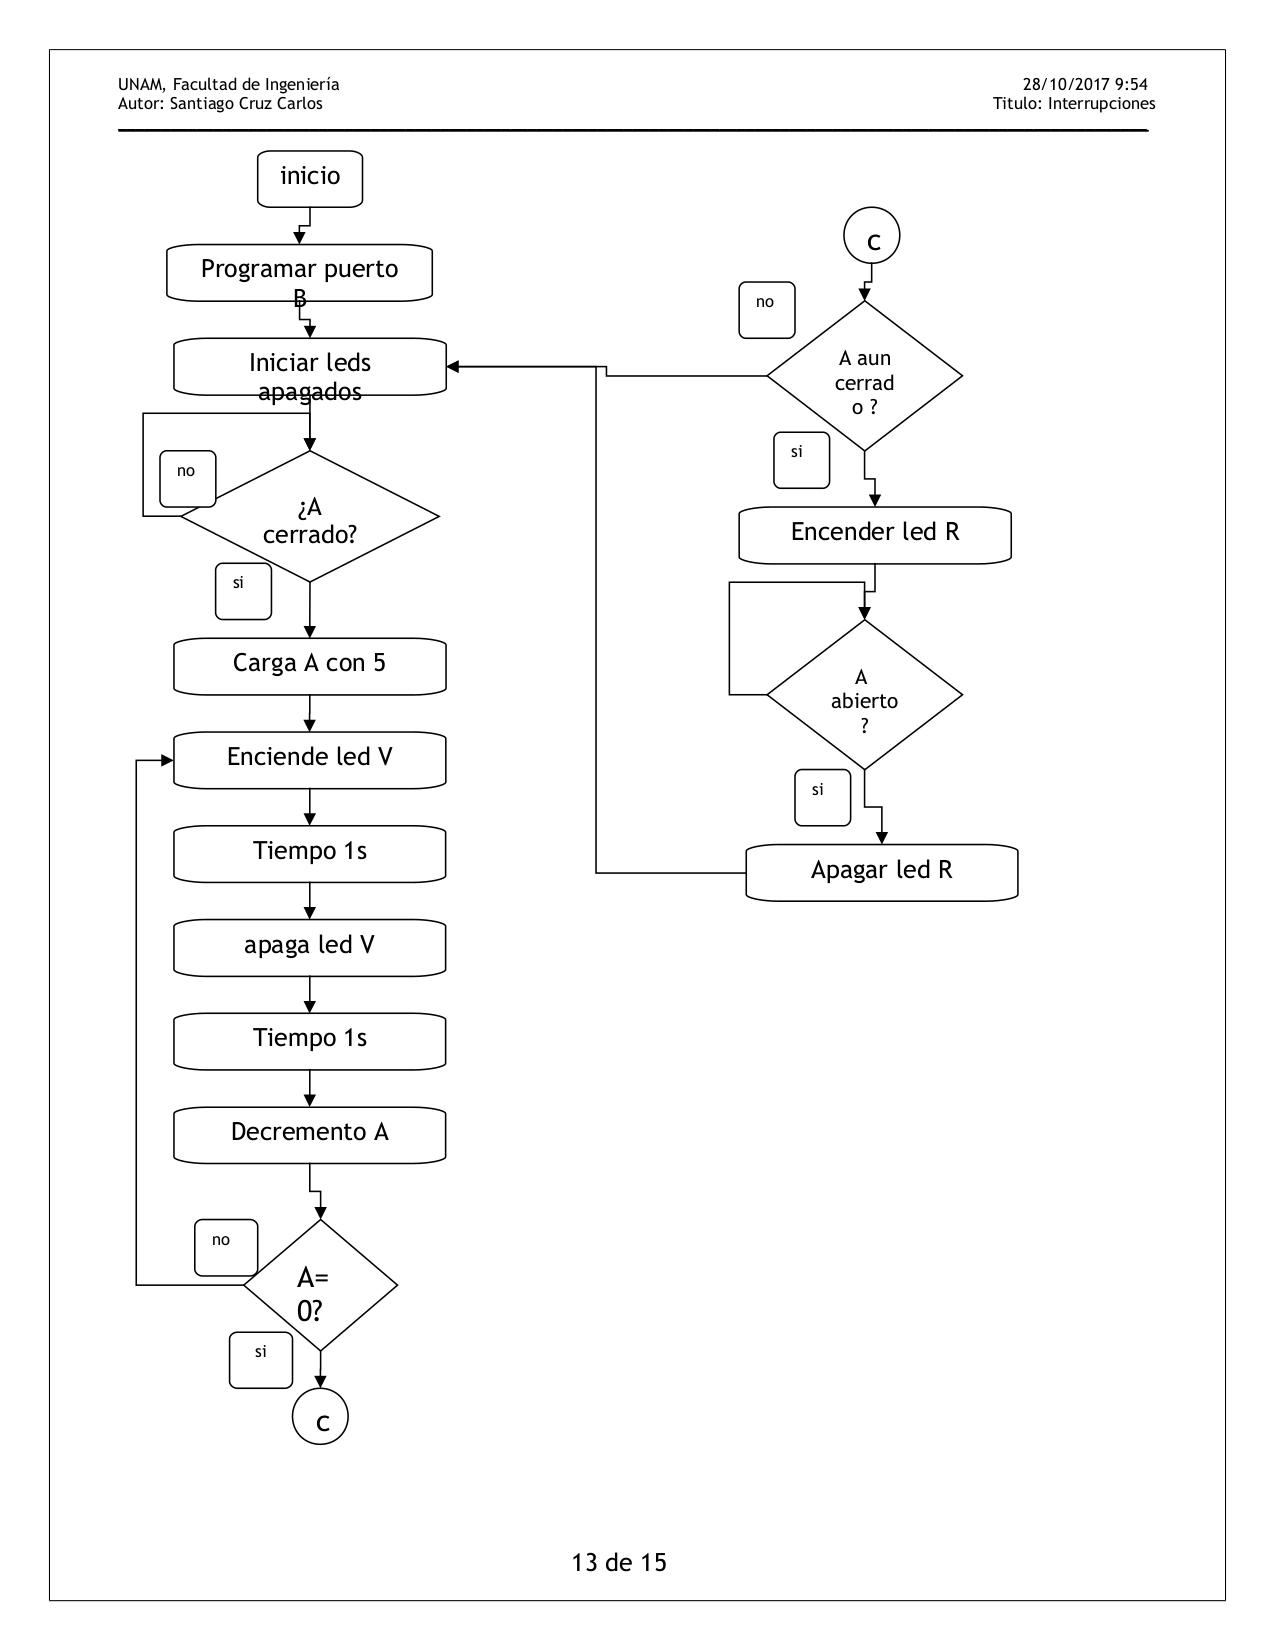 UNAM, Facultad de Ingeniería
28/10/2017 9:54
Autor: Santiago Cruz Carlos
Titulo: Interrupciones
inicio
Programar puerto
B
Iniciar leds
apagados
no
¿A
cerrado?
si
Carga A con 5
Enciende led V
Tiempo 1s
apaga led V
Tiempo 1s
Decremento A
no
A=
0?
si
c
c
no
A aun
cerrad
o ?
si
Encender led R
A
abierto
?
si
Apagar led R
13 de 15